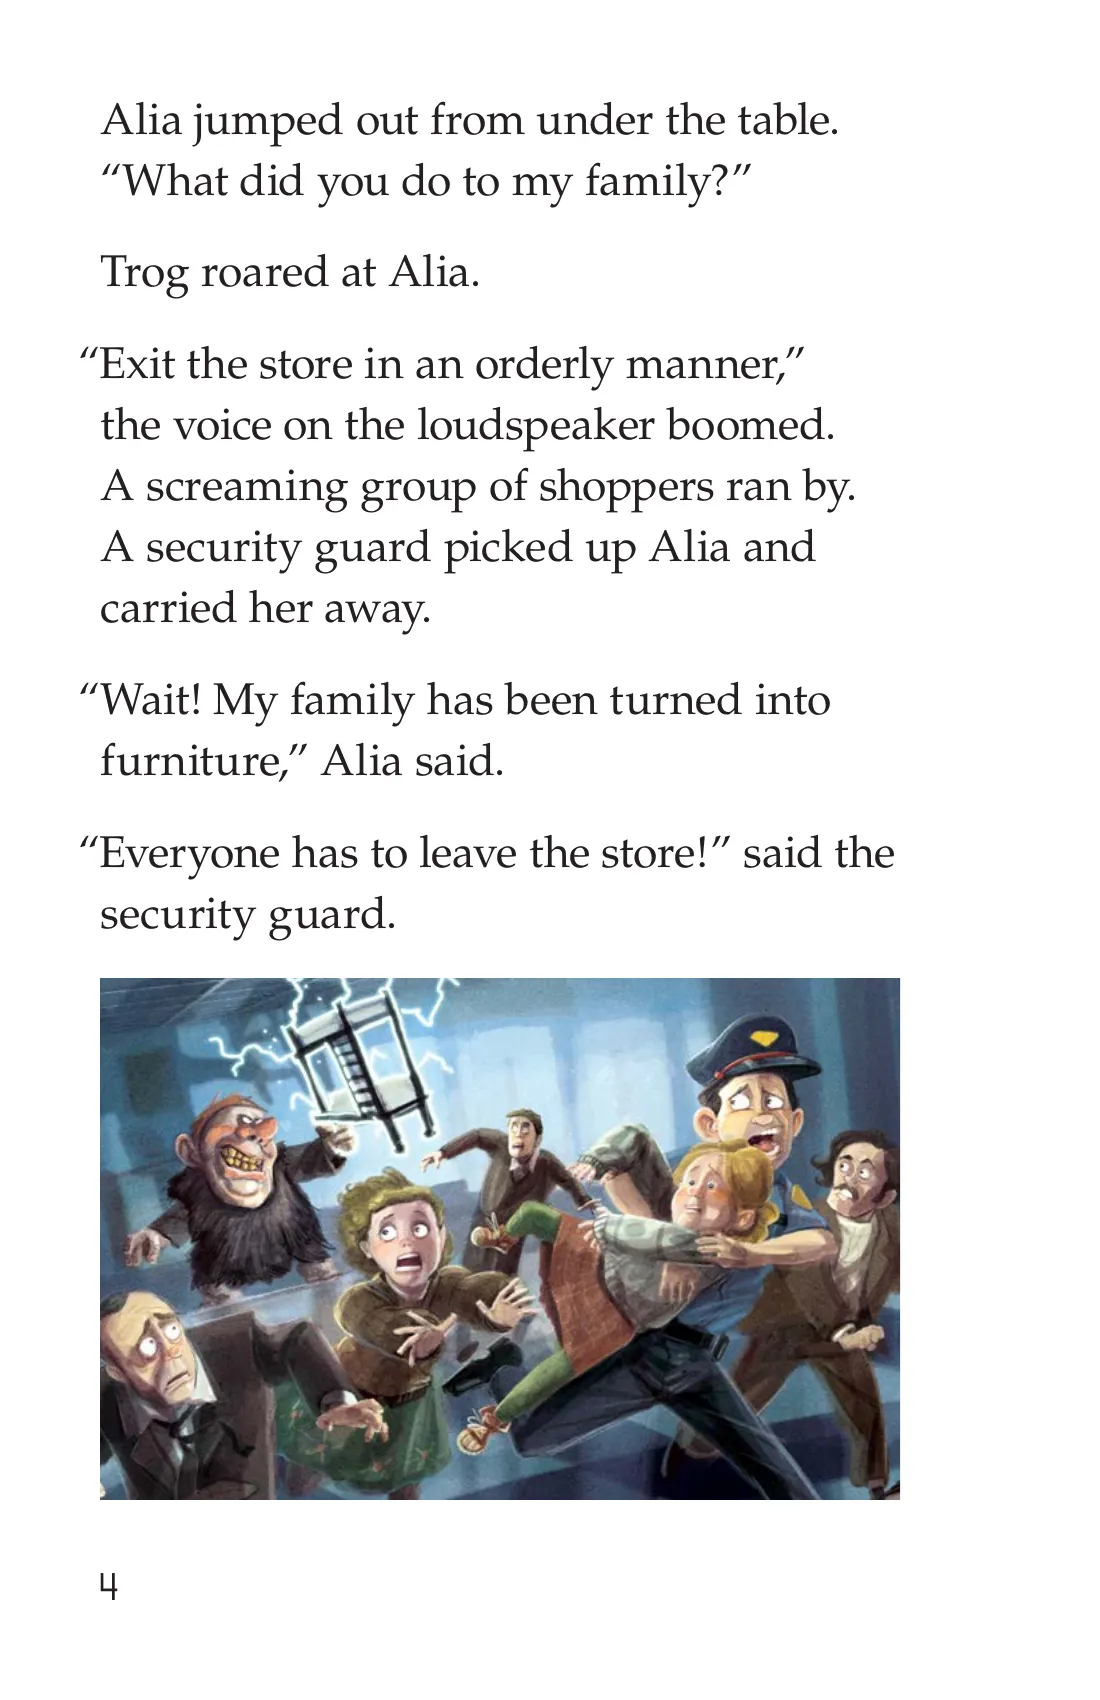 Alia jumped out from under the table.
“What did you do to my family?”
Trog roared at Alia.
“Exit the store in an orderly manner,”
the voice on the loudspeaker boomed.
A screaming group of shoppers ran by.
A security guard picked up Alia and
carried her away.
“Wait! My family has been turned into
furniture,” Alia said.
“Everyone has to leave the store!” said the
security guard.
4